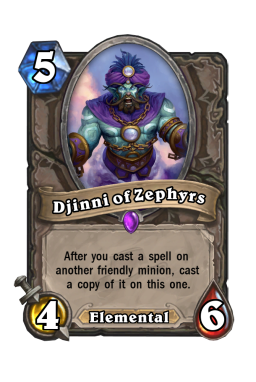 5
Djinni of Zephyrs
After you cast a spell on
another friendly minion, cast
a copy of it on this one.
4
Elemental
6